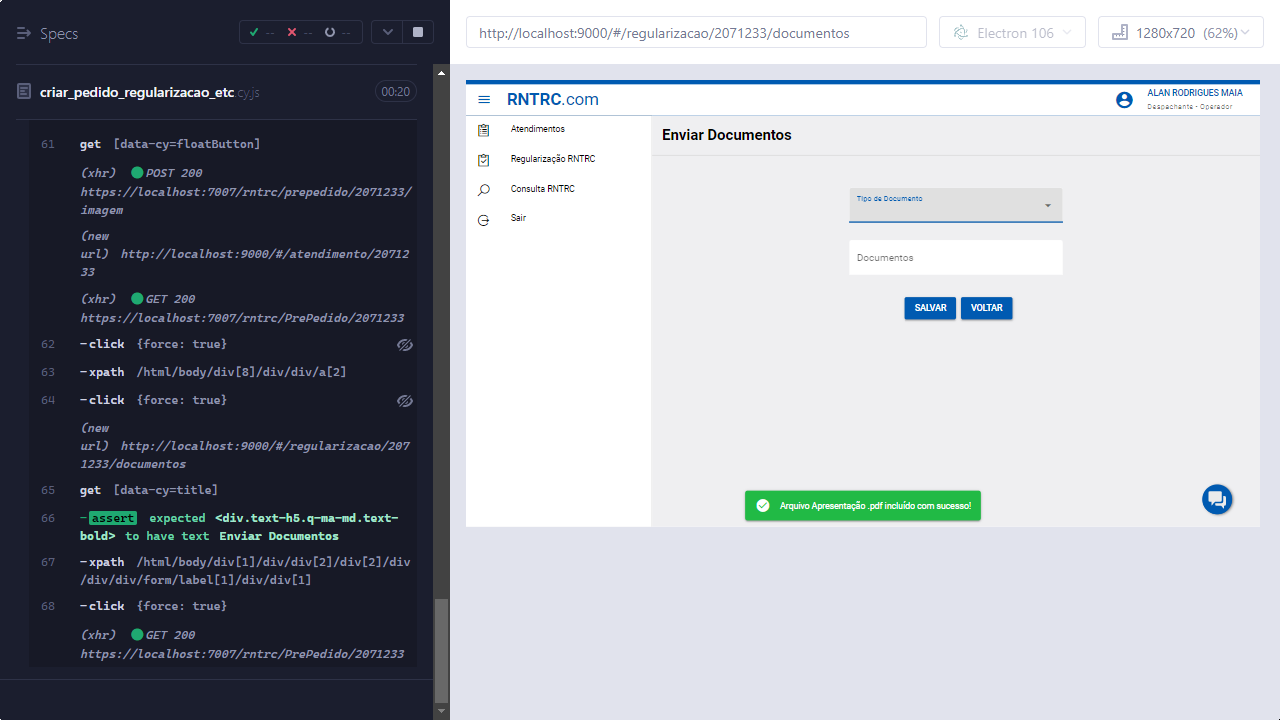 Specs
-- -- --
criar_pedido_regularizacao_etc.cy.js 00:20
61 get [data-cy=floatButton]
(xhr) POST 200
https://localhost:7007/rntrc/prepedido/2071233/
imagem
(new
url) http://localhost:9000/#/atendimento/20712
33
(xhr) GET 200
https://localhost:7007/rntrc/PrePedido/2071233
62 -click {force: true}
63 -xpath /html/body/div[8]/div/div/a[2]
64 -click {force: true}
(new
url) http://localhost:9000/#/regularizacao/207
1233/documentos
65 get [data-cy=title]
66 -assert expected <div.text-h5.q-ma-md.text-
bold> to have text Enviar Documentos
67 -xpath /html/body/div[1]/div/div[2]/div[2]/div
/div/div/form/label[1]/div/div[1]
68 -click {force: true}
(xhr) GET 200
https://localhost:7007/rntrc/PrePedido/2071233
http://localhost:9000/#/regularizacao/2071233/documentos
Electron 106
1280x720 (62%)
RNTRC.com
ALAN RODRIGUES MAIA
Despachante - Operador
Atendimentos
Regularização RNTRC
Consulta RNTRC
Sair
Enviar Documentos
Tipo de Documento
Documentos
SALVAR VOLTAR
Arquivo Apresentação .pdf incluído com sucesso!